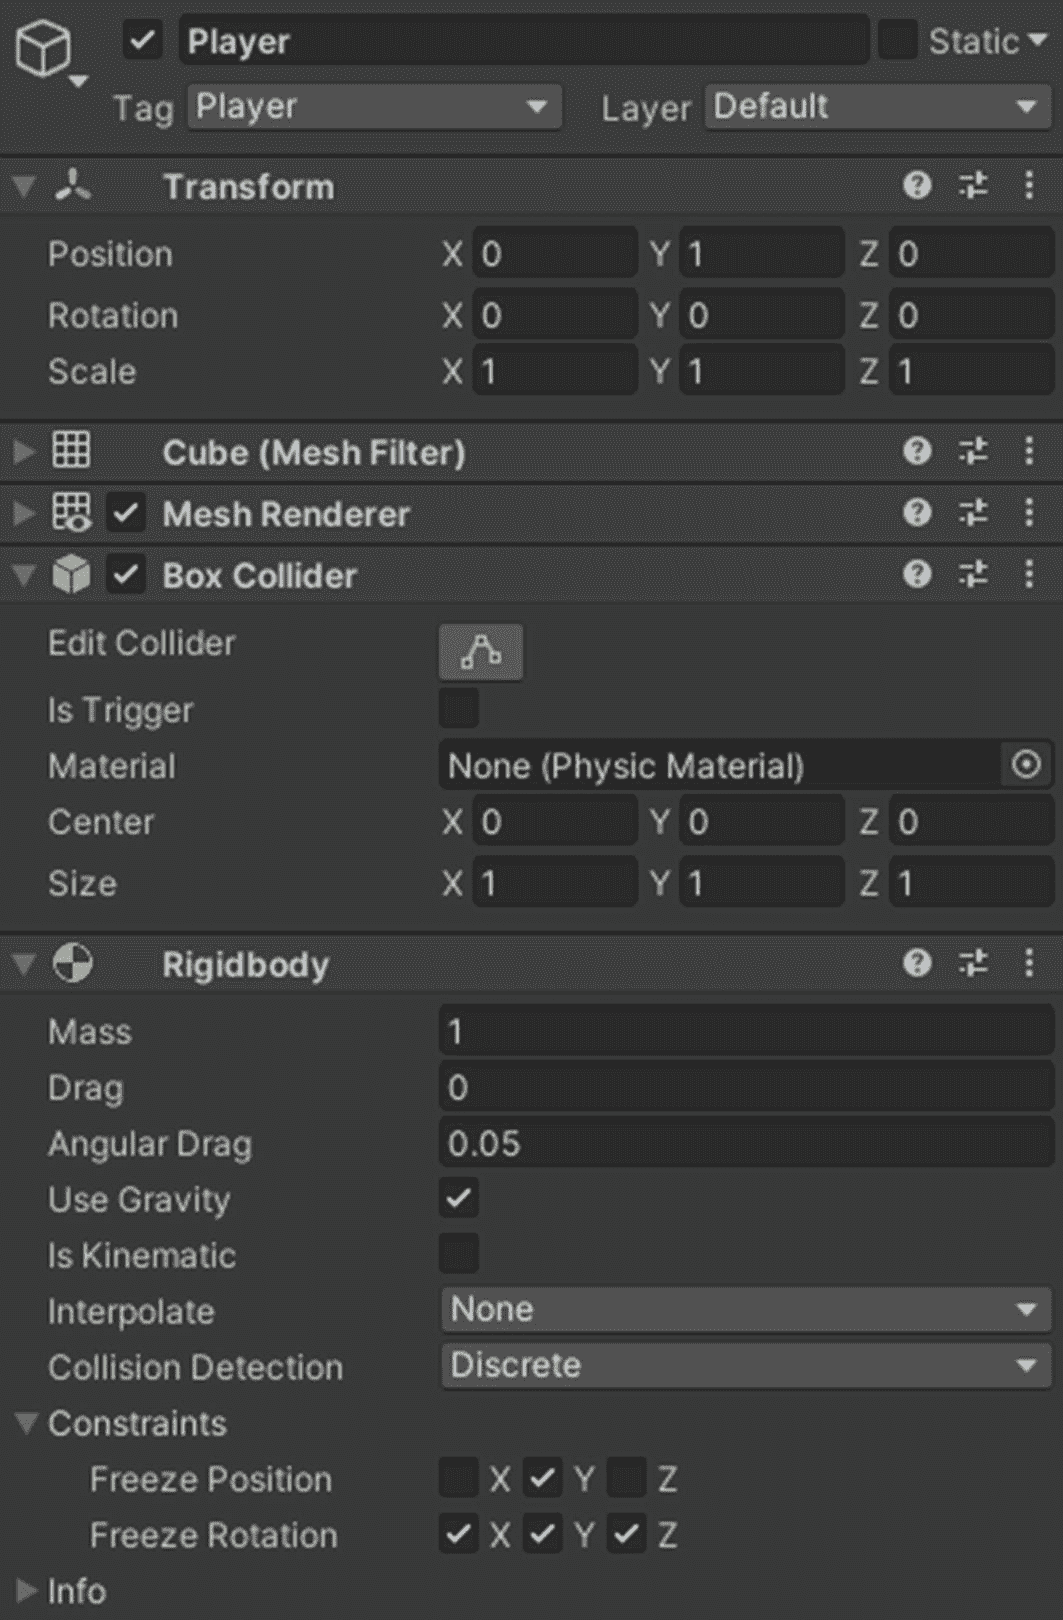 Player Static
Tag Player Layer Default
Transform
Position X 0 Y 1 Z 0
Rotation X 0 Y 0 Z 0
Scale X 1 Y 1 Z 1
Cube (Mesh Filter)
Mesh Renderer
Box Collider
Edit Collider
Is Trigger
Material None (Physic Material)
Center X 0 Y 0 Z 0
Size X 1 Y 1 Z 1
Rigidbody
Mass 1
Drag 0
Angular Drag 0.05
Use Gravity
Is Kinematic
Interpolate None
Collision Detection Discrete
Constraints
Freeze Position X Y Z
Freeze Rotation X Y Z
Info